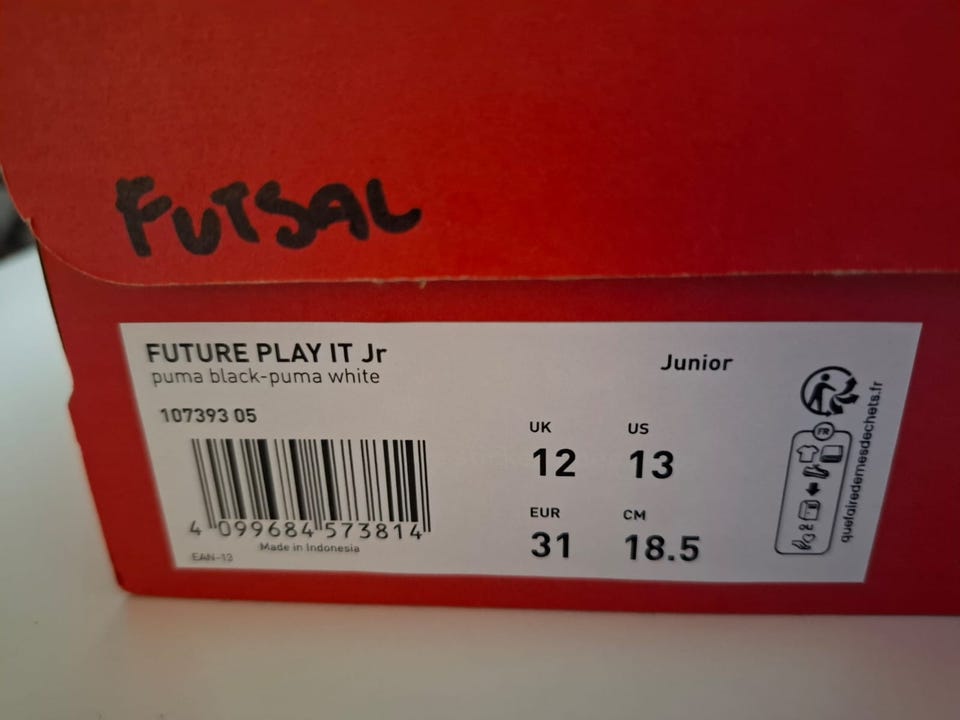 FUTSAL
FUTURE PLAY IT Jr
puma black-puma white
Junior
107393 05
UK US
12 13
EUR CM
31 18.5
4 099684 573814
Made in Indonesia
EAN-13
FR
quefairedemesdechets.fr